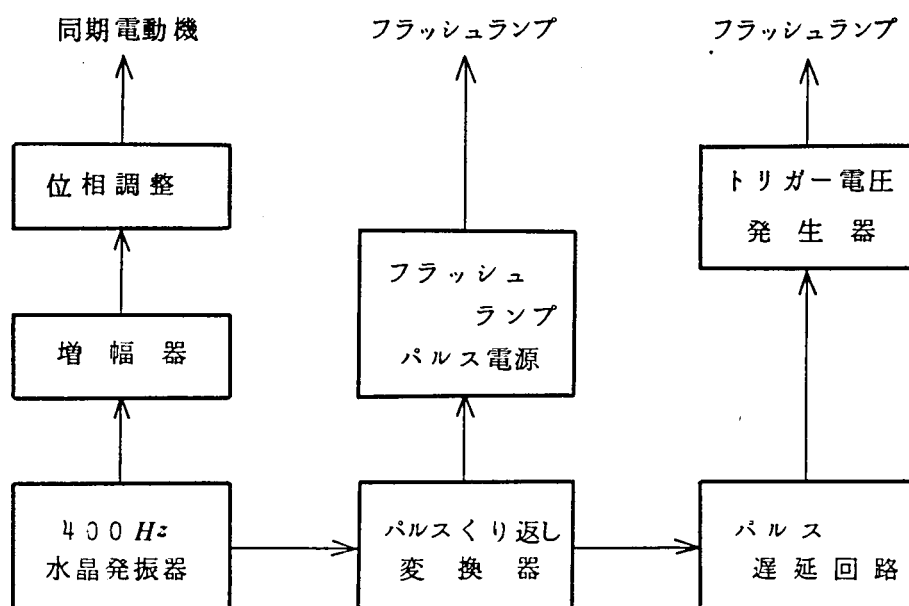 同期電動機
フラッシュランプ
フラッシュランプ
位相調整
トリガー電圧
発生器
フラッシュ
ランプ
パルス電源
増幅器
400Hz
水晶発振器
パルスくり返し
変換器
パルス
遅延回路